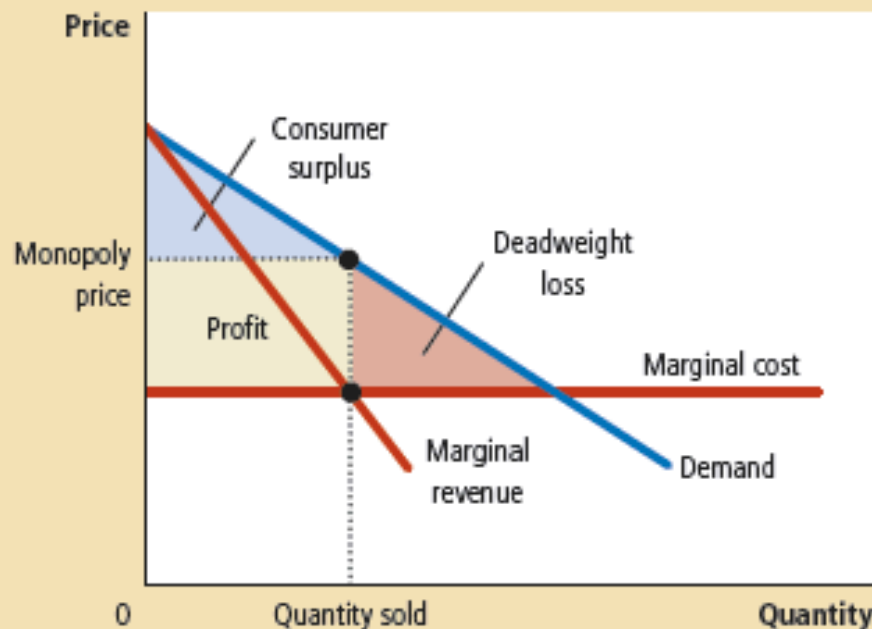 Price
Consumer
surplus
Monopoly
price
Deadweight
loss
Profit
Marginal cost
Marginal
revenue
Demand
0
Quantity sold
Quantity